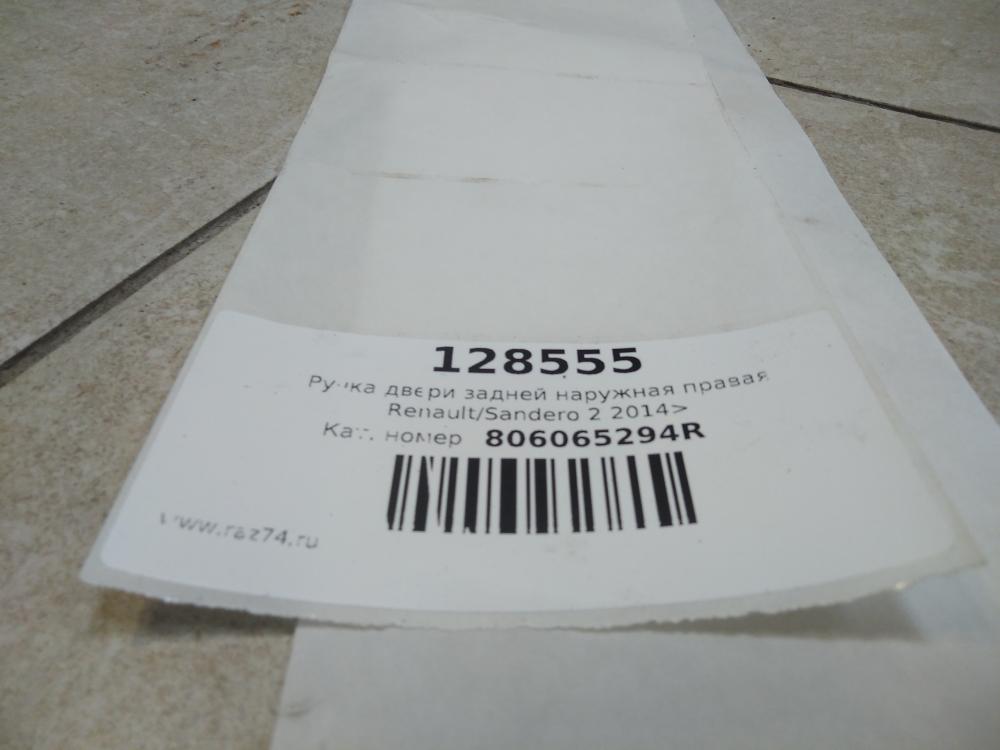 128555
Ручка двери задней наружная правая
Renault/Sandero 2 2014>
Кат. номер 806065294R
www.raz74.ru